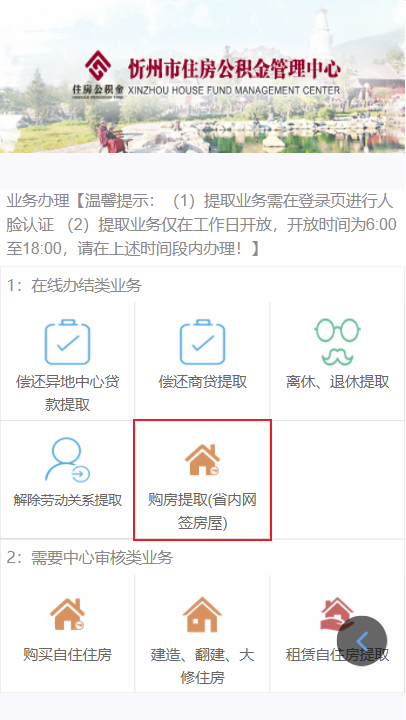 忻州市住房公积金管理中心
住房公积金 XINZHOU HOUSE FUND MANAGEMENT CENTER
业务办理【温馨提示：（1）提取业务需在登录页进行人
脸认证 （2）提取业务仅在工作日开放，开放时间为6:00
至18:00，请在上述时间段内办理！】
1：在线办结类业务
偿还异地中心贷
款提取
偿还商贷提取
离休、退休提取
解除劳动关系提取
购房提取(省内网
签房屋)
2：需要中心审核类业务
购买自住住房
建造、翻建、大
修住房
租赁自住房提取